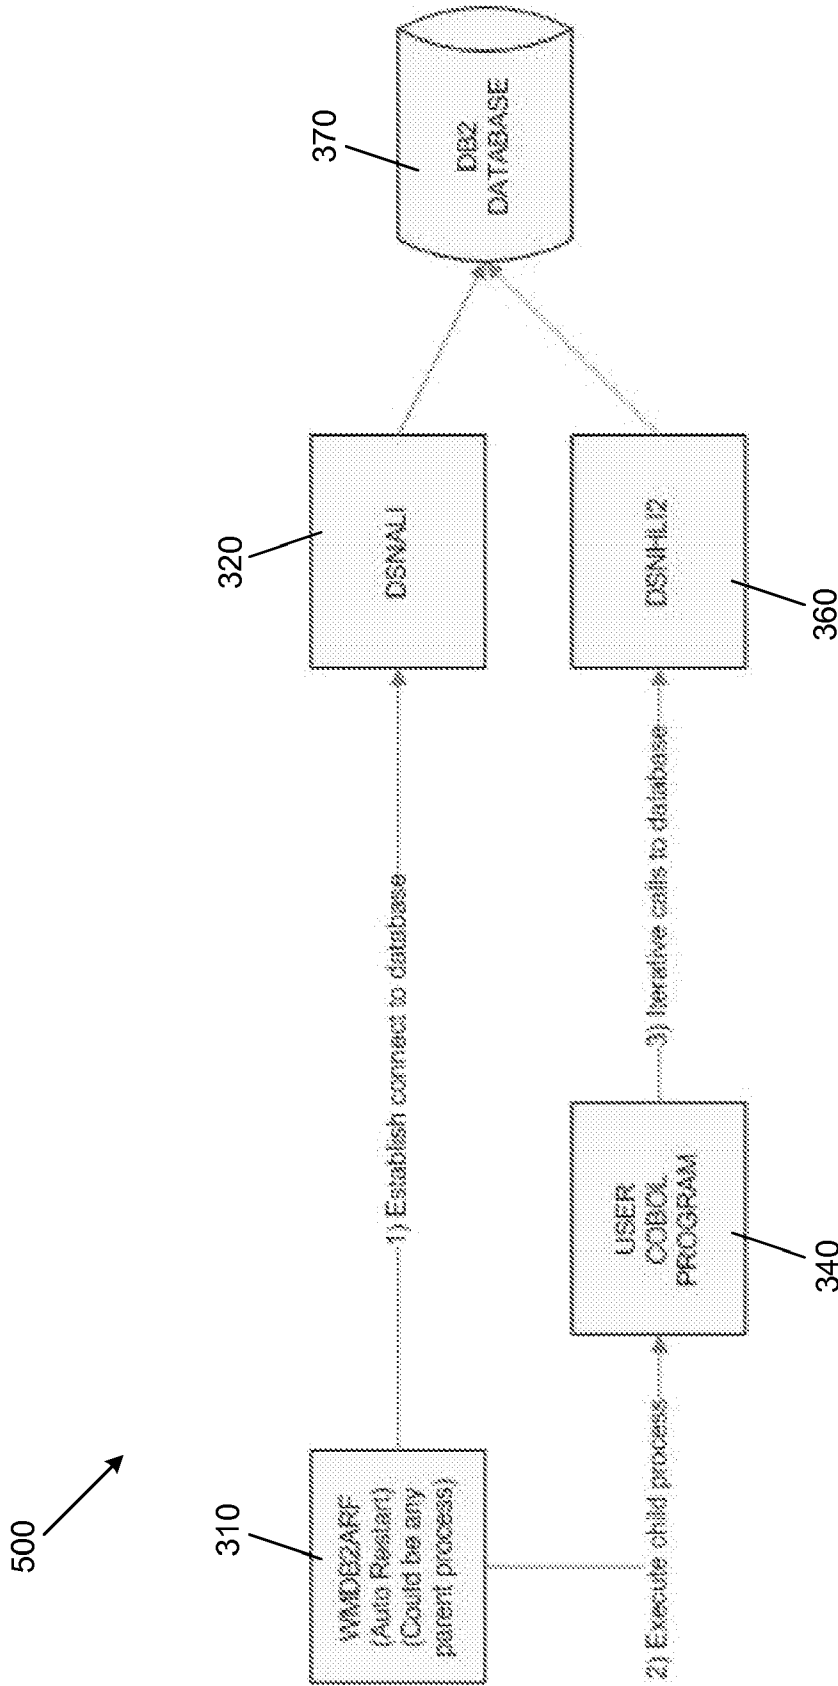 500
310
WMDB2ARF
(Auto Restart)
(Could be any
parent process)
1) Establish connect to database
320
DSNALI
370
DB2
DATABASE
2) Execute child process
USER
COBOL
PROGRAM
340
3) Iterative calls to database
DSNHLI2
360